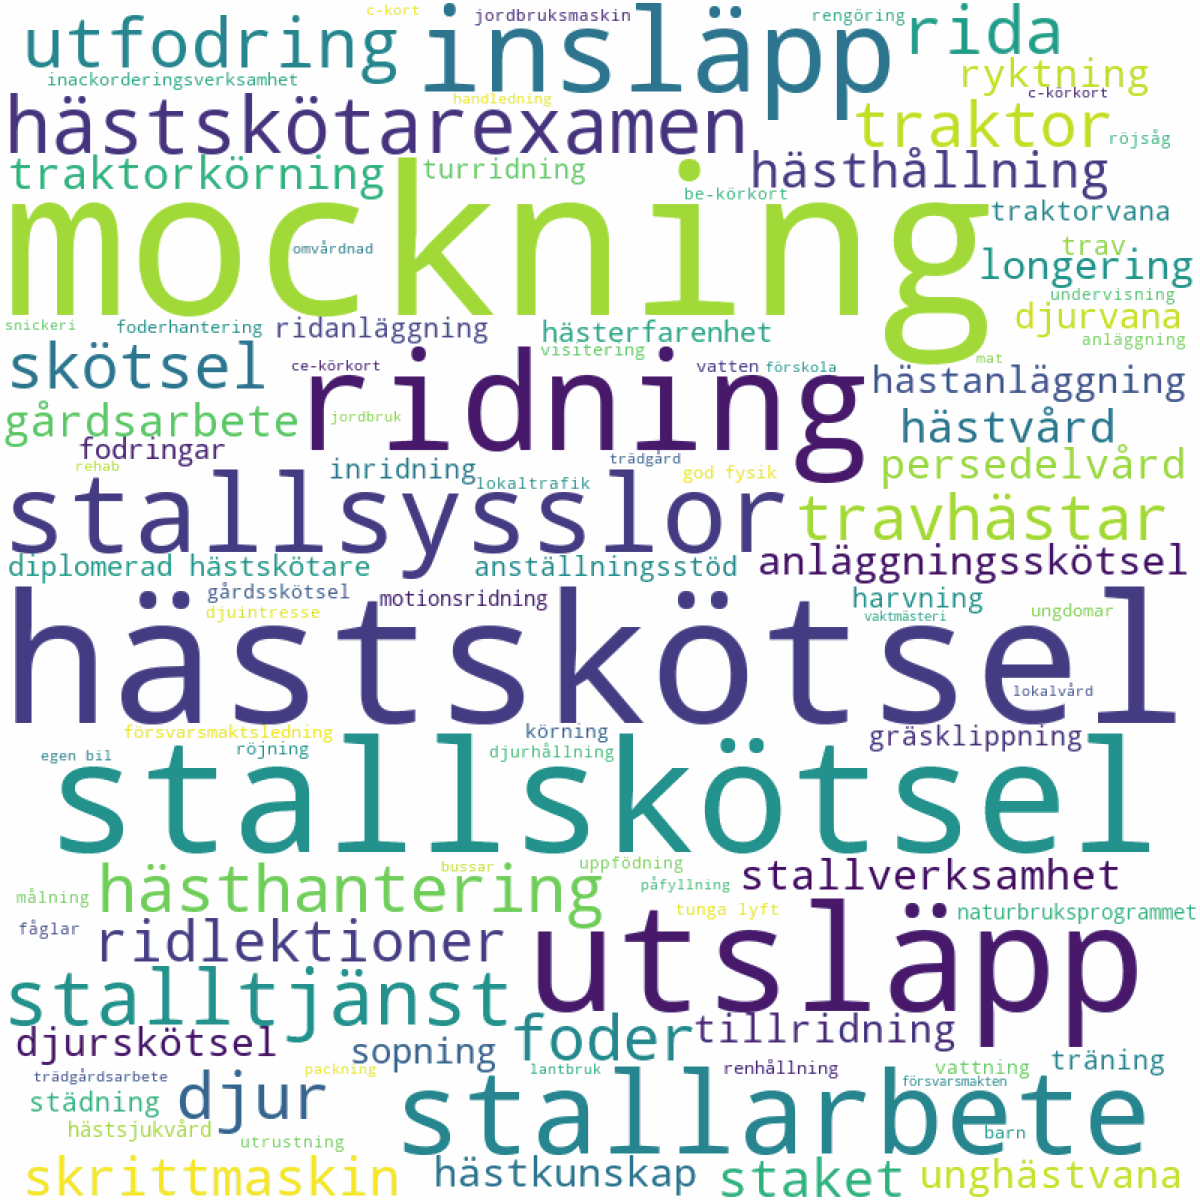 c-kort
jordbruksmaskin
rengöring
utfodring
insläpp
rida
inackorderingsverksamhet
ryktning
handledning
c-körkort
hästskötarexamen
traktor
röjsåg
traktorkörning
turridning
hästhållning
be-körkort
mockning
traktorvana
omvårdnad
trav
longering
undervisning
snickeri
foderhantering
ridanläggning
hästerfarenhet
djurvana
anläggning
visitering
skötsel
ce-körkort
ridning
vatten
förskola
mat
hästanläggning
gårdsarbete
jordbruk
hästvård
fodringar
rehab
inridning
trädgård
god fysik
persedelvård
lokaltrafik
stallsysslor
travhästar
diplomerad hästskötare
anställningsstöd
anläggningsskötsel
gårdsskötsel
motionsridning
harvning
djuintresse
vaktmästeri
ungdomar
hästskötsel
lokalvård
försvarsmaktsledning
körning
gräsklippning
egen bil
röjning
djurhållning
stallskötsel
hästhantering
bussar
uppfödning
stallverksamhet
målning
påfyllning
tunga lyft
naturbruksprogrammet
fåglar
ridlektioner
utsläpp
stalltjänst
foder
tillridning
djurskötsel
sopning
träning
trädgårdsarbete
packning
lantbruk
renhållning
vattning
försvarsmakten
städning
djur
stallarbete
hästsjukvård
utrustning
barn
skrittmaskin
hästkunskap
staket
unghästvana